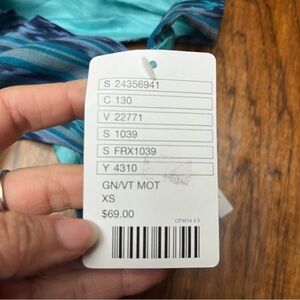 S 24356941
C 130
V 22771
S 1039
S FRX1039
Y 4310
GN/VT MOT
XS
$69.00